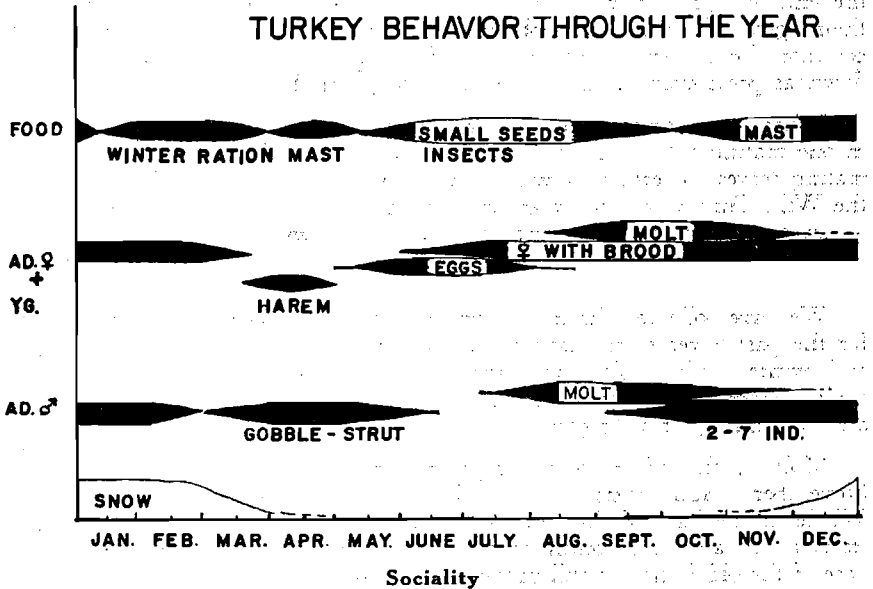 TURKEY BEHAVIOR THROUGH THE YEAR
FOOD
SMALL SEEDS
MAST
WINTER RATION MAST
INSECTS
MOLT
AD. ♀
♀ WITH BROOD
EGGS
+
YG.
HAREM
MOLT
AD. ♂
GOBBLE - STRUT
2 - 7 IND.
SNOW
JAN. FEB. MAR. APR. MAY. JUNE JULY. AUG. SEPT. OCT. NOV. DEC.
Sociality